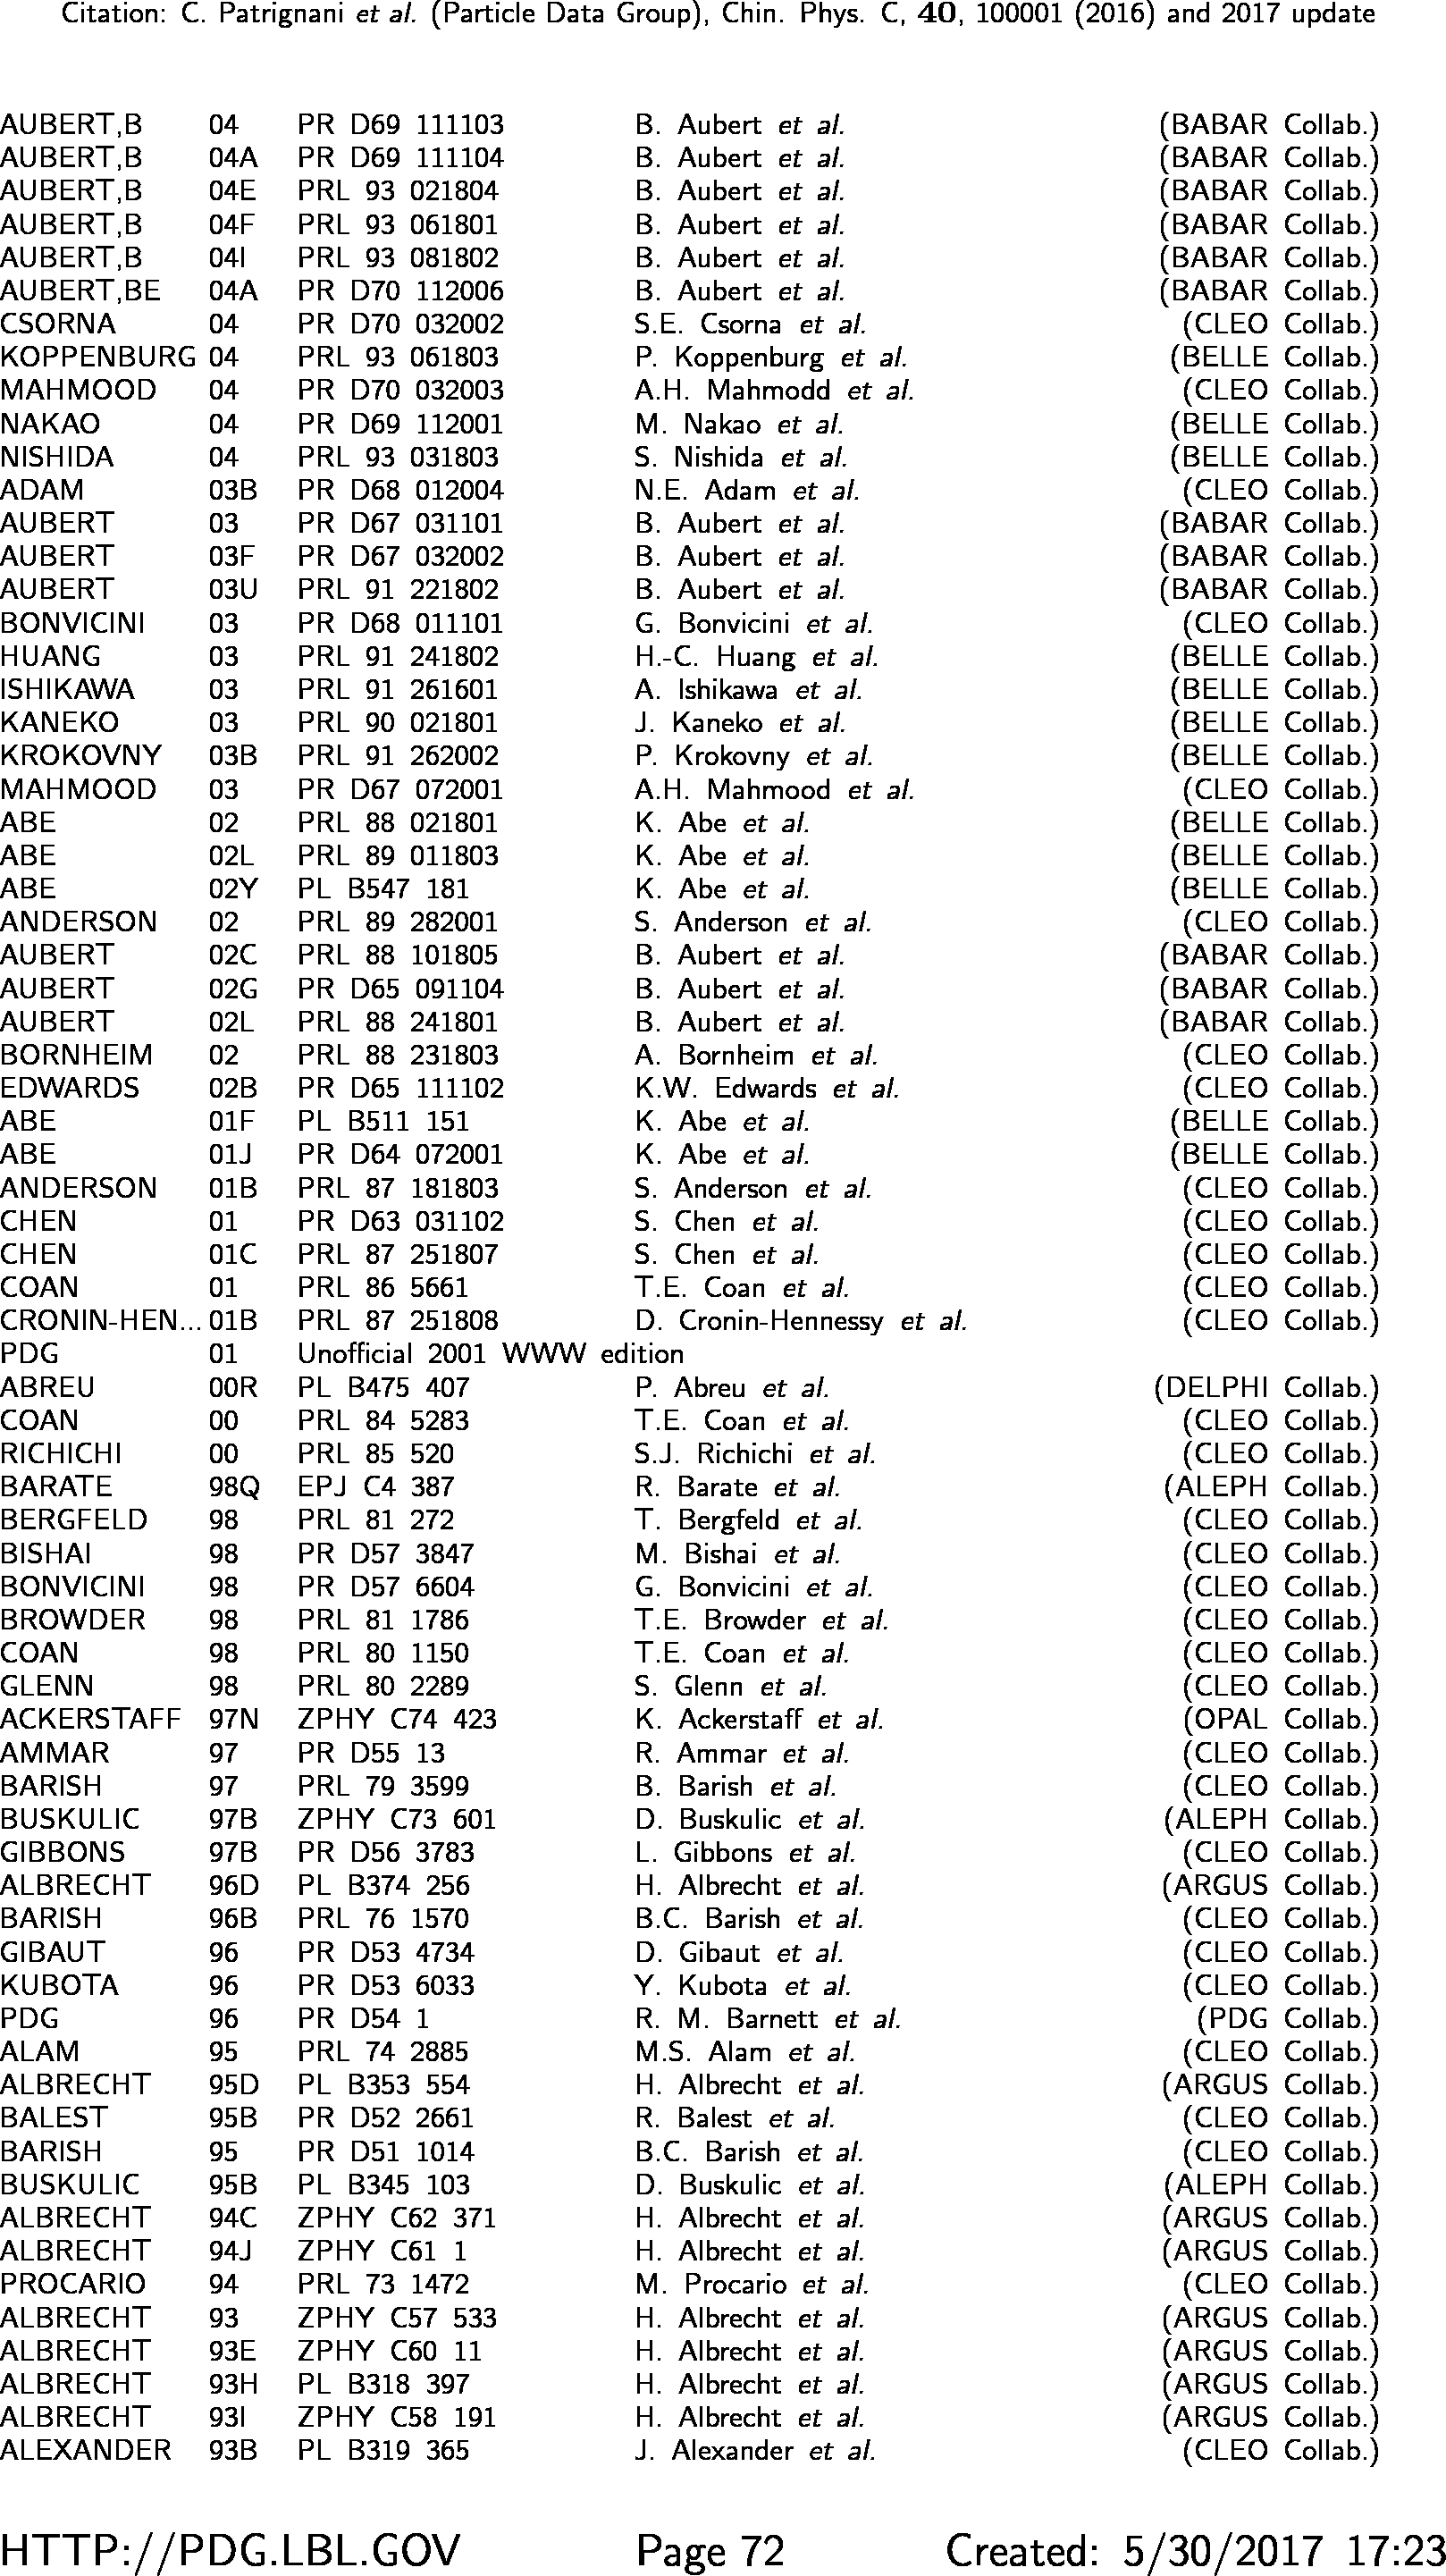 Citation: C. Patrignani et al. (Particle Data Group), Chin. Phys. C, 40, 100001 (2016) and 2017 update
AUBERT,B 04 PR D69 111103 B. Aubert et al. (BABAR Collab.)
AUBERT,B 04A PR D69 111104 B. Aubert et al. (BABAR Collab.)
AUBERT,B 04E PRL 93 021804 B. Aubert et al. (BABAR Collab.)
AUBERT,B 04F PRL 93 061801 B. Aubert et al. (BABAR Collab.)
AUBERT,B 04I PRL 93 081802 B. Aubert et al. (BABAR Collab.)
AUBERT,BE 04A PR D70 112006 B. Aubert et al. (BABAR Collab.)
CSORNA 04 PR D70 032002 S.E. Csorna et al. (CLEO Collab.)
KOPPENBURG 04 PRL 93 061803 P. Koppenburg et al. (BELLE Collab.)
MAHMOOD 04 PR D70 032003 A.H. Mahmodd et al. (CLEO Collab.)
NAKAO 04 PR D69 112001 M. Nakao et al. (BELLE Collab.)
NISHIDA 04 PRL 93 031803 S. Nishida et al. (BELLE Collab.)
ADAM 03B PR D68 012004 N.E. Adam et al. (CLEO Collab.)
AUBERT 03 PR D67 031101 B. Aubert et al. (BABAR Collab.)
AUBERT 03F PR D67 032002 B. Aubert et al. (BABAR Collab.)
AUBERT 03U PRL 91 221802 B. Aubert et al. (BABAR Collab.)
BONVICINI 03 PR D68 011101 G. Bonvicini et al. (CLEO Collab.)
HUANG 03 PRL 91 241802 H.-C. Huang et al. (BELLE Collab.)
ISHIKAWA 03 PRL 91 261601 A. Ishikawa et al. (BELLE Collab.)
KANEKO 03 PRL 90 021801 J. Kaneko et al. (BELLE Collab.)
KROKOVNY 03B PRL 91 262002 P. Krokovny et al. (BELLE Collab.)
MAHMOOD 03 PR D67 072001 A.H. Mahmood et al. (CLEO Collab.)
ABE 02 PRL 88 021801 K. Abe et al. (BELLE Collab.)
ABE 02L PRL 89 011803 K. Abe et al. (BELLE Collab.)
ABE 02Y PL B547 181 K. Abe et al. (BELLE Collab.)
ANDERSON 02 PRL 89 282001 S. Anderson et al. (CLEO Collab.)
AUBERT 02C PRL 88 101805 B. Aubert et al. (BABAR Collab.)
AUBERT 02G PR D65 091104 B. Aubert et al. (BABAR Collab.)
AUBERT 02L PRL 88 241801 B. Aubert et al. (BABAR Collab.)
BORNHEIM 02 PRL 88 231803 A. Bornheim et al. (CLEO Collab.)
EDWARDS 02B PR D65 111102 K.W. Edwards et al. (CLEO Collab.)
ABE 01F PL B511 151 K. Abe et al. (BELLE Collab.)
ABE 01J PR D64 072001 K. Abe et al. (BELLE Collab.)
ANDERSON 01B PRL 87 181803 S. Anderson et al. (CLEO Collab.)
CHEN 01 PR D63 031102 S. Chen et al. (CLEO Collab.)
CHEN 01C PRL 87 251807 S. Chen et al. (CLEO Collab.)
COAN 01 PRL 86 5661 T.E. Coan et al. (CLEO Collab.)
CRONIN-HEN... 01B PRL 87 251808 D. Cronin-Hennessy et al. (CLEO Collab.)
PDG 01 Unofficial 2001 WWW edition
ABREU 00R PL B475 407 P. Abreu et al. (DELPHI Collab.)
COAN 00 PRL 84 5283 T.E. Coan et al. (CLEO Collab.)
RICHICHI 00 PRL 85 520 S.J. Richichi et al. (CLEO Collab.)
BARATE 98Q EPJ C4 387 R. Barate et al. (ALEPH Collab.)
BERGFELD 98 PRL 81 272 T. Bergfeld et al. (CLEO Collab.)
BISHAI 98 PR D57 3847 M. Bishai et al. (CLEO Collab.)
BONVICINI 98 PR D57 6604 G. Bonvicini et al. (CLEO Collab.)
BROWDER 98 PRL 81 1786 T.E. Browder et al. (CLEO Collab.)
COAN 98 PRL 80 1150 T.E. Coan et al. (CLEO Collab.)
GLENN 98 PRL 80 2289 S. Glenn et al. (CLEO Collab.)
ACKERSTAFF 97N ZPHY C74 423 K. Ackerstaff et al. (OPAL Collab.)
AMMAR 97 PR D55 13 R. Ammar et al. (CLEO Collab.)
BARISH 97 PRL 79 3599 B. Barish et al. (CLEO Collab.)
BUSKULIC 97B ZPHY C73 601 D. Buskulic et al. (ALEPH Collab.)
GIBBONS 97B PR D56 3783 L. Gibbons et al. (CLEO Collab.)
ALBRECHT 96D PL B374 256 H. Albrecht et al. (ARGUS Collab.)
BARISH 96B PRL 76 1570 B.C. Barish et al. (CLEO Collab.)
GIBAUT 96 PR D53 4734 D. Gibaut et al. (CLEO Collab.)
KUBOTA 96 PR D53 6033 Y. Kubota et al. (CLEO Collab.)
PDG 96 PR D54 1 R. M. Barnett et al. (PDG Collab.)
ALAM 95 PRL 74 2885 M.S. Alam et al. (CLEO Collab.)
ALBRECHT 95D PL B353 554 H. Albrecht et al. (ARGUS Collab.)
BALEST 95B PR D52 2661 R. Balest et al. (CLEO Collab.)
BARISH 95 PR D51 1014 B.C. Barish et al. (CLEO Collab.)
BUSKULIC 95B PL B345 103 D. Buskulic et al. (ALEPH Collab.)
ALBRECHT 94C ZPHY C62 371 H. Albrecht et al. (ARGUS Collab.)
ALBRECHT 94J ZPHY C61 1 H. Albrecht et al. (ARGUS Collab.)
PROCARIO 94 PRL 73 1472 M. Procario et al. (CLEO Collab.)
ALBRECHT 93 ZPHY C57 533 H. Albrecht et al. (ARGUS Collab.)
ALBRECHT 93E ZPHY C60 11 H. Albrecht et al. (ARGUS Collab.)
ALBRECHT 93H PL B318 397 H. Albrecht et al. (ARGUS Collab.)
ALBRECHT 93I ZPHY C58 191 H. Albrecht et al. (ARGUS Collab.)
ALEXANDER 93B PL B319 365 J. Alexander et al. (CLEO Collab.)
HTTP://PDG.LBL.GOV Page 72 Created: 5/30/2017 17:23